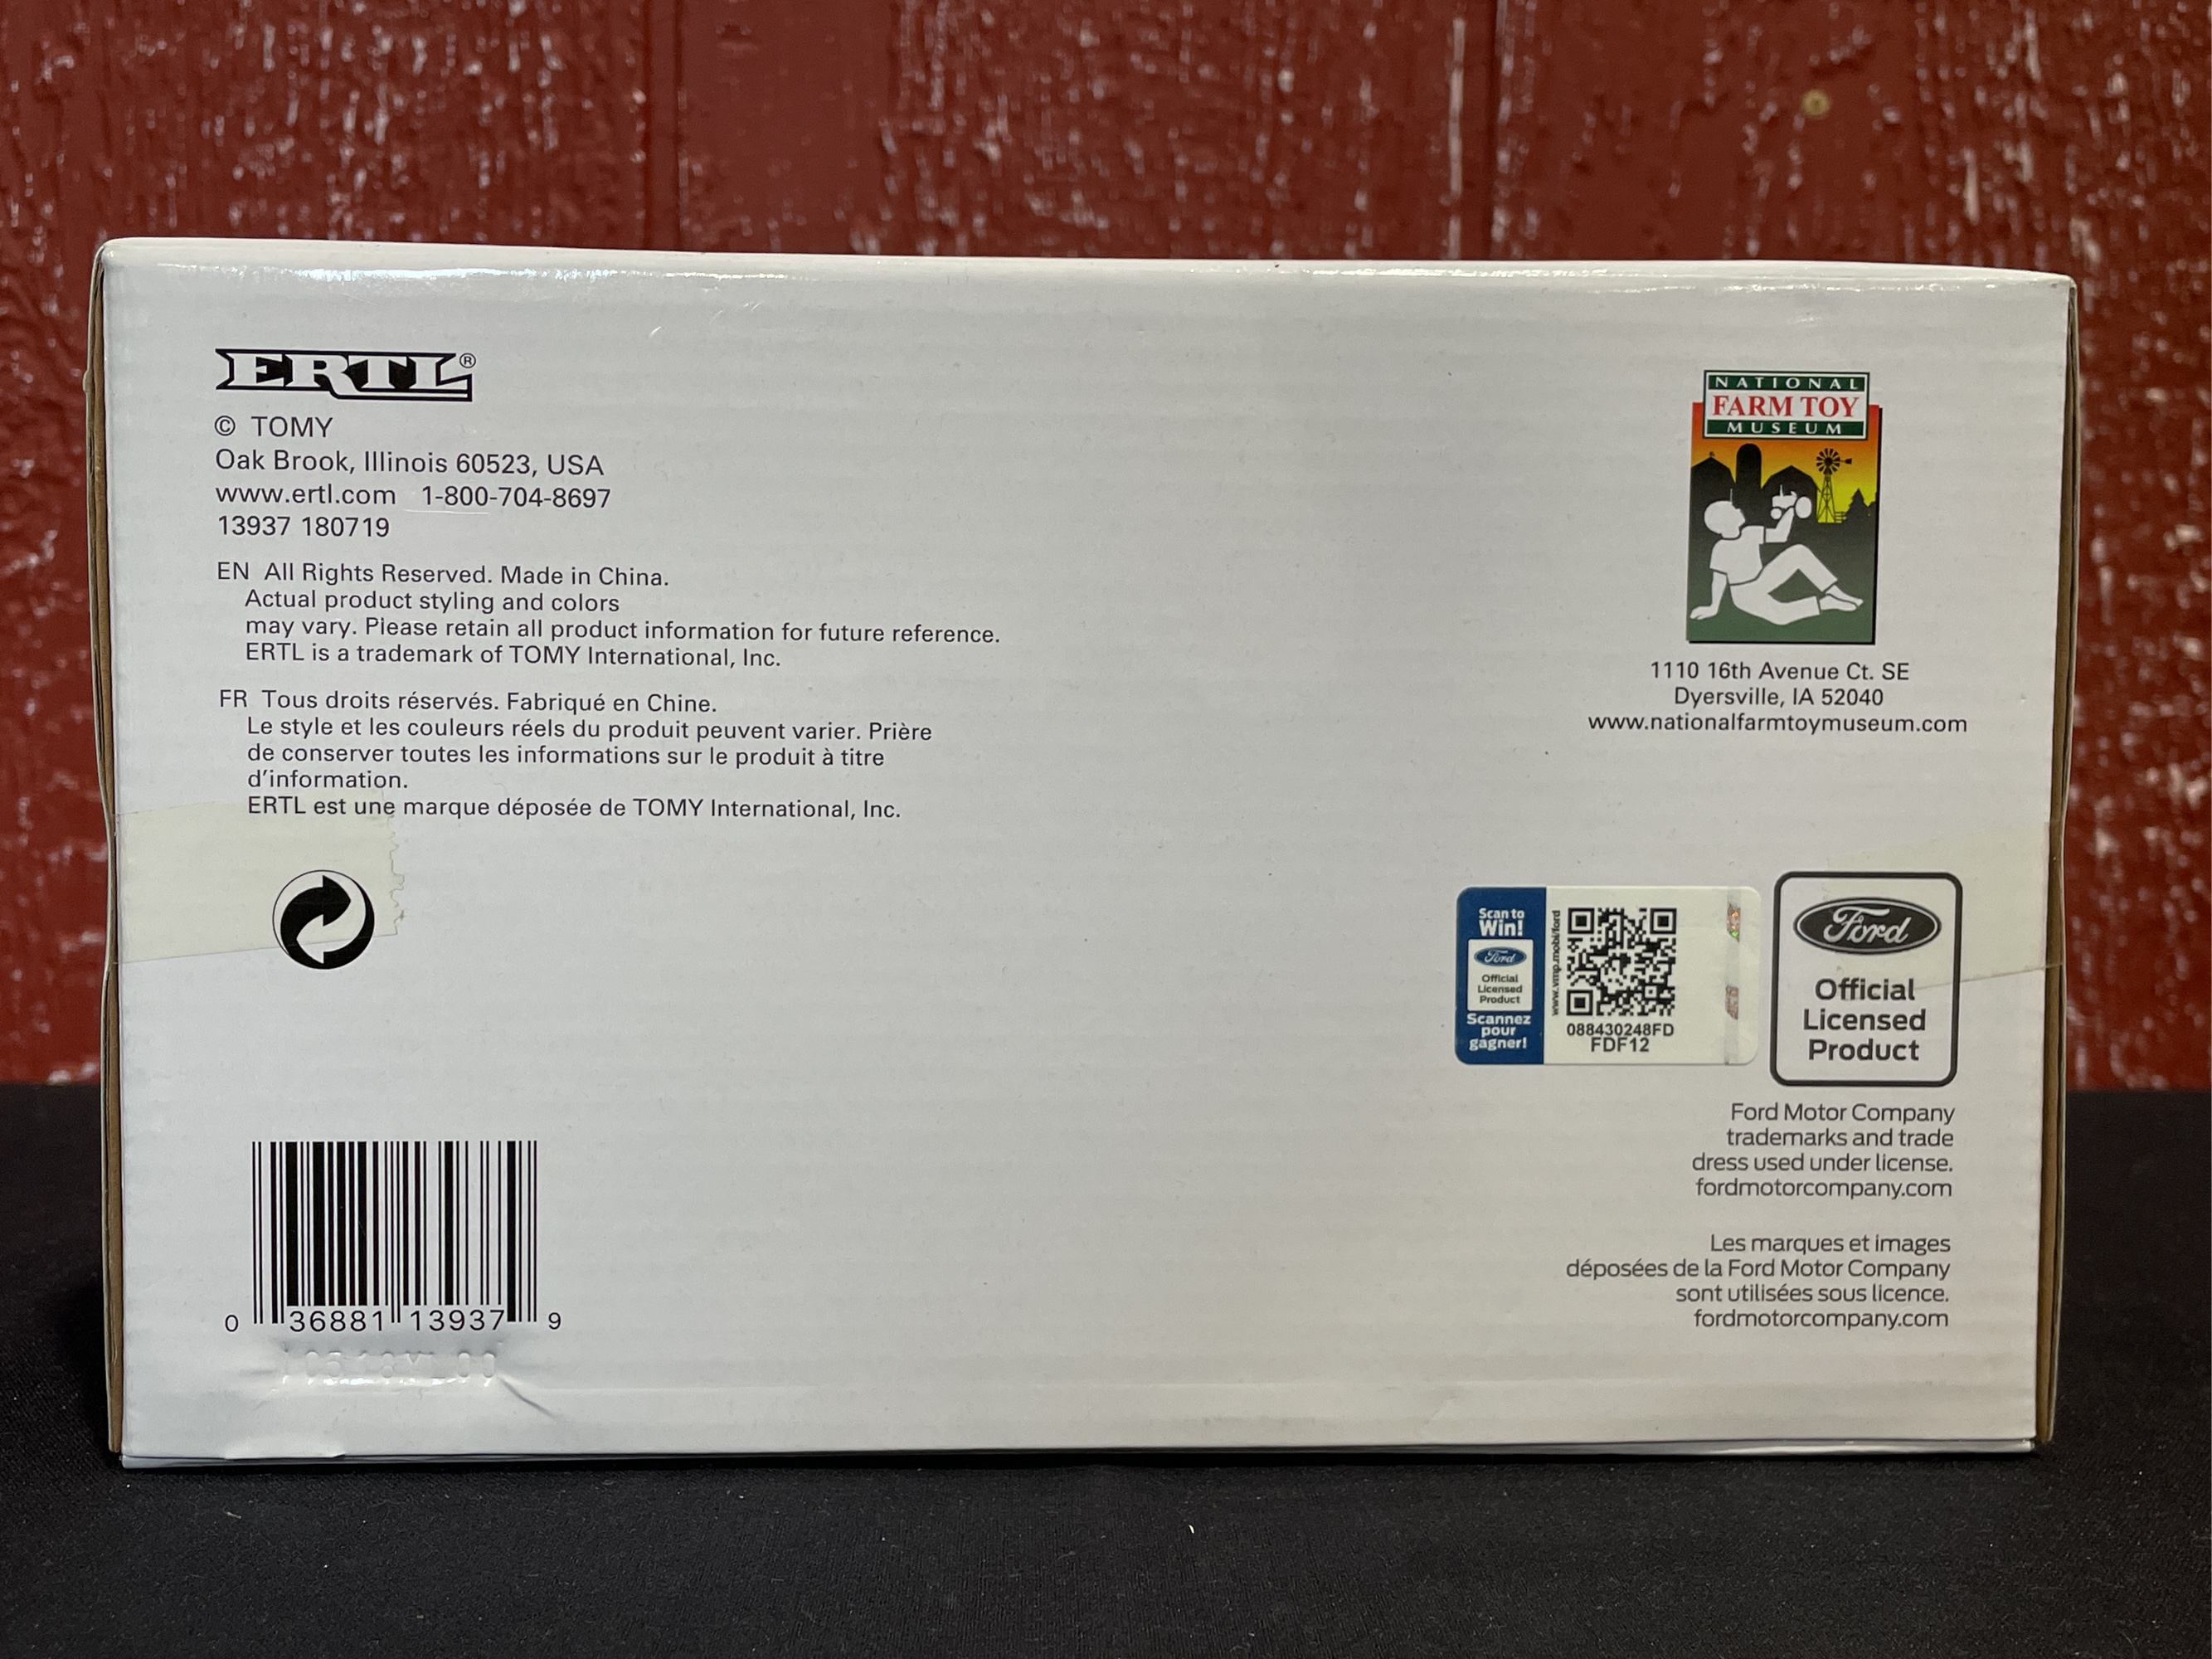 ERTL®
© TOMY
Oak Brook, Illinois 60523, USA
www.ertl.com 1-800-704-8697
13937 180719
EN All Rights Reserved. Made in China.
Actual product styling and colors
may vary. Please retain all product information for future reference.
ERTL is a trademark of TOMY International, Inc.
FR Tous droits réservés. Fabriqué en Chine.
Le style et les couleurs réels du produit peuvent varier. Prière
de conserver toutes les informations sur le produit à titre
d'information.
ERTL est une marque déposée de TOMY International, Inc.
0 36881 13937 9
NATIONAL
FARM TOY
MUSEUM
1110 16th Avenue Ct. SE
Dyersville, IA 52040
www.nationalfarmtoymuseum.com
Scan to
Win!
Ford
Official
Licensed
Product
Scannez
pour
gagner!
www.vmp.mobi/ford
088430248FD
FDF12
Ford
Official
Licensed
Product
Ford Motor Company
trademarks and trade
dress used under license.
fordmotorcompany.com
Les marques et images
déposées de la Ford Motor Company
sont utilisées sous licence.
fordmotorcompany.com